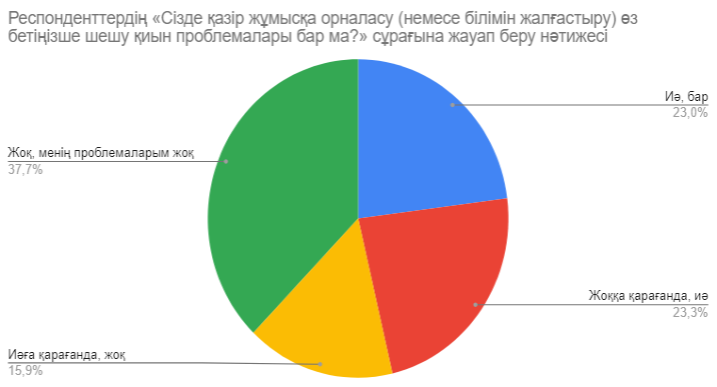 Респонденттердің «Сізде қазір жұмысқа орналасу (немесе білімін жалғастыру) өз
бетіңізше шешу қиын проблемалары бар ма?» сұрағына жауап беру нәтижесі
Иә, бар
23,0%
Жоқ, менің проблемаларым жоқ
37,7%
Жоққа қарағанда, иә
23,3%
Иәға қарағанда, жоқ
15,9%